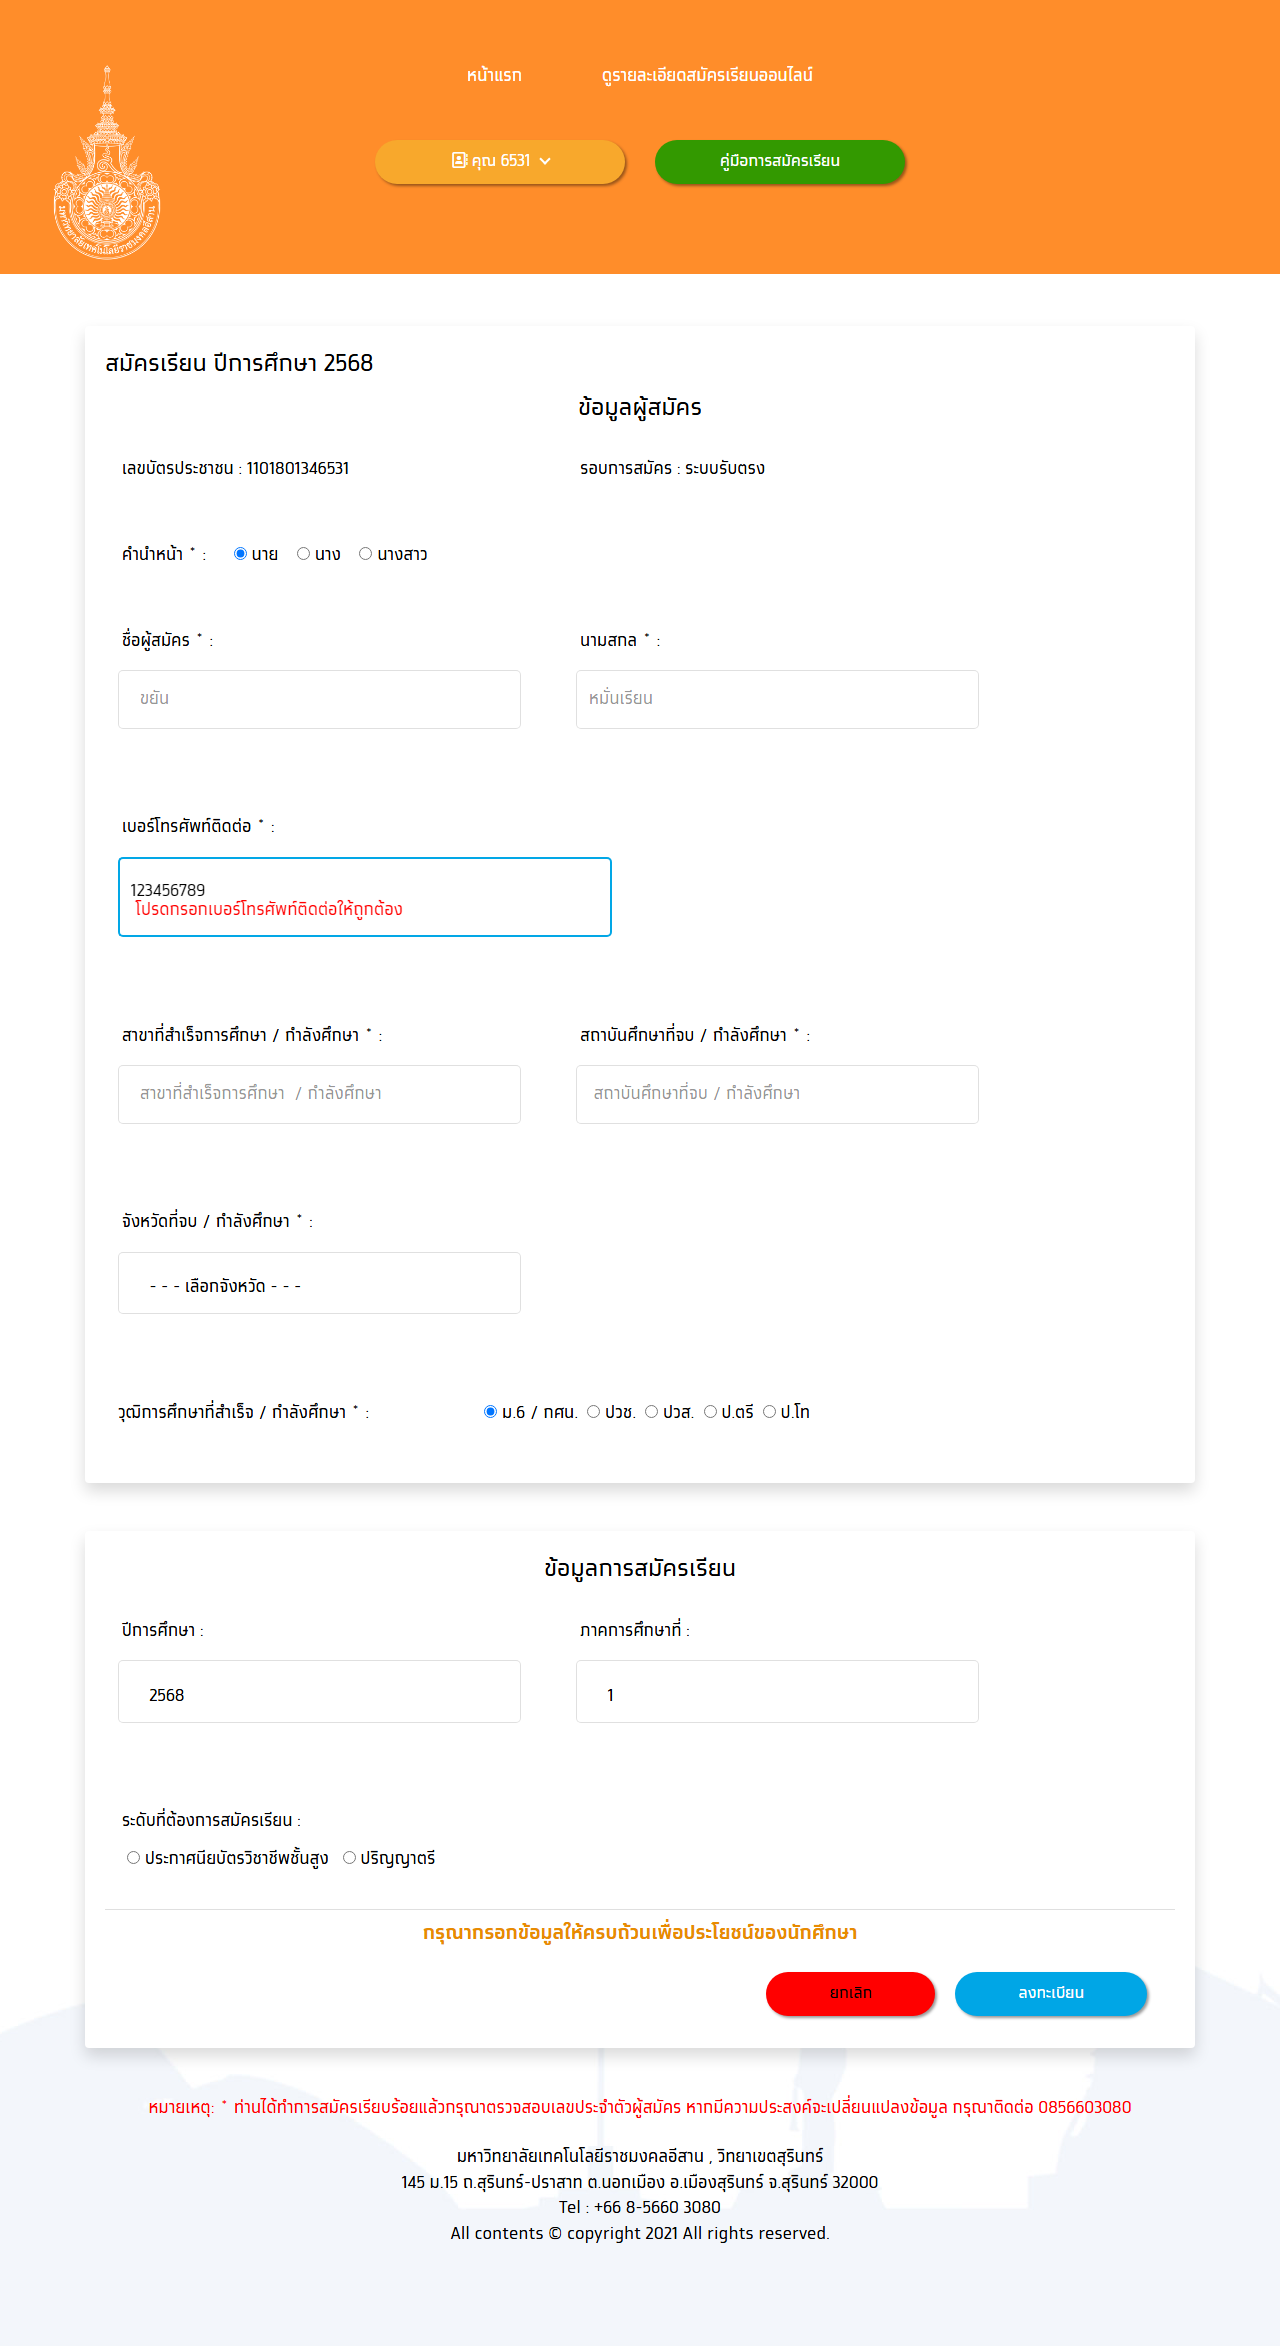 หน้าแรก ดูรายละเอียดสมัครเรียนออนไลน์
คุณ 6531 คู่มือการสมัครเรียน
มหาวิทยาลัยเทคโนโลยีราชมงคลอีสาน
สมัครเรียน ปีการศึกษา 2568
ข้อมูลผู้สมัคร
เลขบัตรประชาชน : 1101801346531 รอบการสมัคร : ระบบรับตรง
คำนำหน้า * : นาย นาง นางสาว
ชื่อผู้สมัคร * : นามสกล * :
ขยัน หมั่นเรียน
เบอร์โทรศัพท์ติดต่อ * :
123456789
โปรดกรอกเบอร์โทรศัพท์ติดต่อให้ถูกต้อง
สาขาที่สำเร็จการศึกษา / กำลังศึกษา * : สถาบันศึกษาที่จบ / กำลังศึกษา * :
สาขาที่สำเร็จการศึกษา / กำลังศึกษา สถาบันศึกษาที่จบ / กำลังศึกษา
จังหวัดที่จบ / กำลังศึกษา * :
- - - เลือกจังหวัด - - -
วุฒิการศึกษาที่สำเร็จ / กำลังศึกษา * : ม.6 / กศน. ปวช. ปวส. ป.ตรี ป.โท
ข้อมูลการสมัครเรียน
ปีการศึกษา : ภาคการศึกษาที่ :
2568 1
ระดับที่ต้องการสมัครเรียน :
ประกาศนียบัตรวิชาชีพชั้นสูง ปริญญาตรี
กรุณากรอกข้อมูลให้ครบถ้วนเพื่อประโยชน์ของนักศึกษา
ยกเลิก ลงทะเบียน
หมายเหตุ: * ท่านได้ทำการสมัครเรียบร้อยแล้วกรุณาตรวจสอบเลขประจำตัวผู้สมัคร หากมีความประสงค์จะเปลี่ยนแปลงข้อมูล กรุณาติดต่อ 0856603080
มหาวิทยาลัยเทคโนโลยีราชมงคลอีสาน , วิทยาเขตสุรินทร์
145 ม.15 ถ.สุรินทร์-ปราสาท ต.นอกเมือง อ.เมืองสุรินทร์ จ.สุรินทร์ 32000
Tel : +66 8-5660 3080
All contents © copyright 2021 All rights reserved.